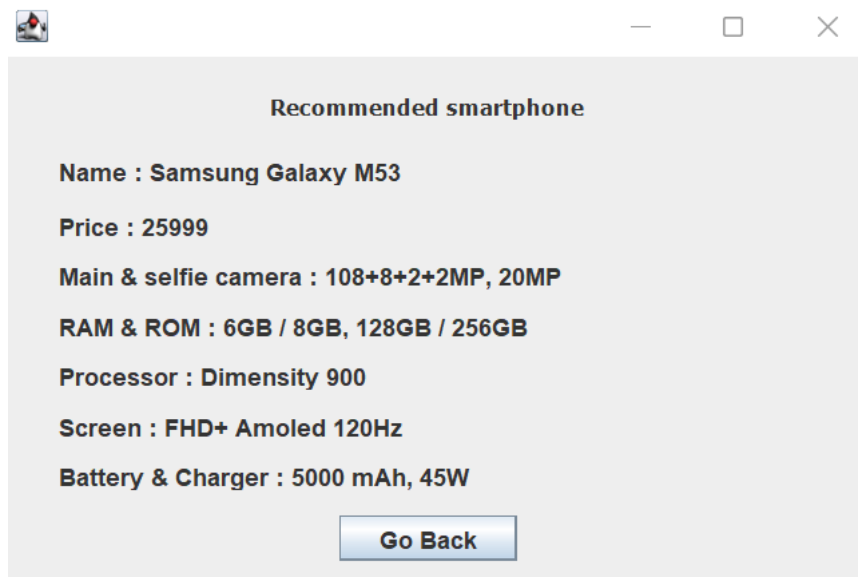 Recommended smartphone
Name : Samsung Galaxy M53
Price : 25999
Main & selfie camera : 108+8+2+2MP, 20MP
RAM & ROM : 6GB / 8GB, 128GB / 256GB
Processor : Dimensity 900
Screen : FHD+ Amoled 120Hz
Battery & Charger : 5000 mAh, 45W
Go Back